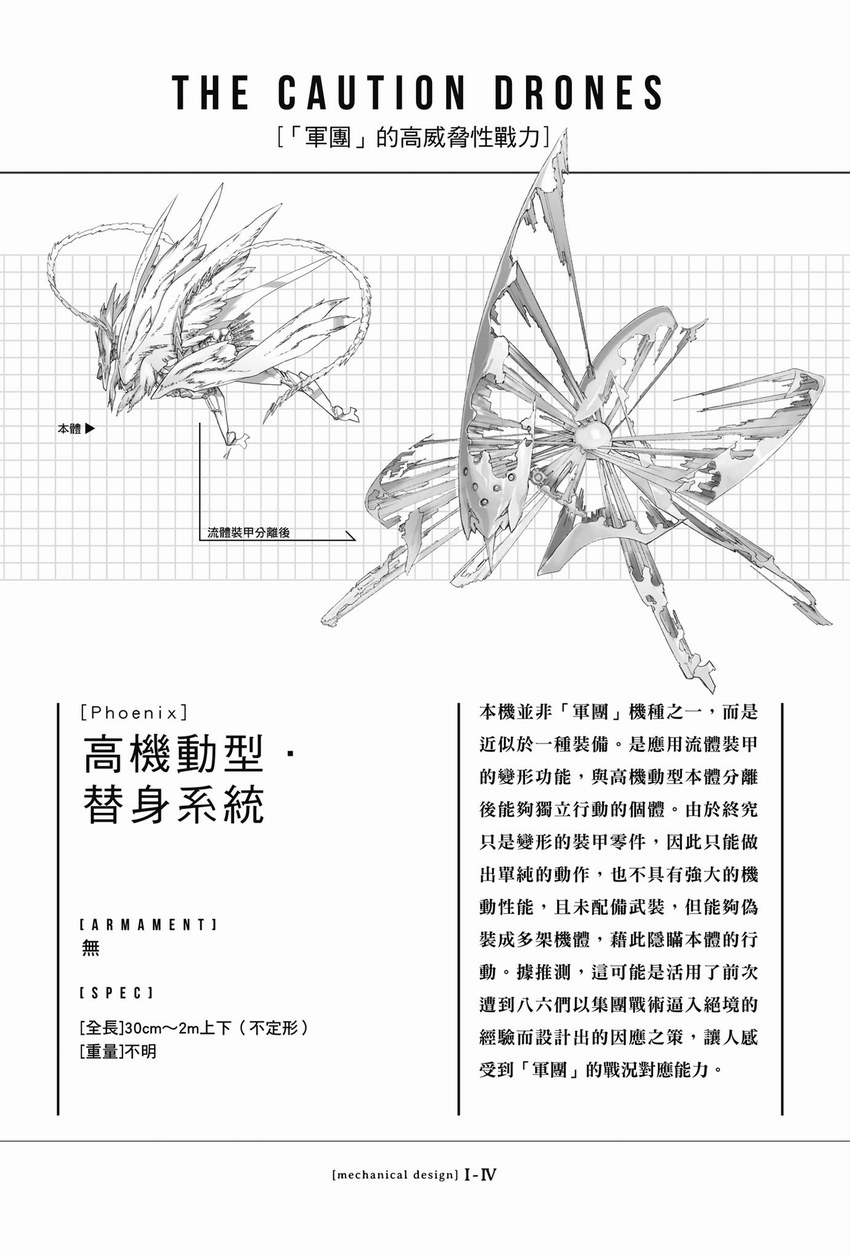 THE CAUTION DRONES
[「軍團」的高威脅性戰力]
本體▶
流體裝甲分離後
[Phoenix]
高機動型・
替身系統
[ARMAMENT]
無
[SPEC]
[全長]30cm～2m上下（不定形）
[重量]不明
本機並非「軍團」機種之一，而是
近似於一種裝備。是應用流體裝甲
的變形功能，與高機動型本體分離
後能夠獨立行動的個體。由於終究
只是變形的裝甲零件，因此只能做
出單純的動作，也不具有強大的機
動性能，且未配備武裝，但能夠偽
裝成多架機體，藉此隱瞞本體的行
動。據推測，這可能是活用了前次
遭到八六們以集團戰術逼入絕境的
經驗而設計出的因應之策，讓人感
受到「軍團」的戰況對應能力。
[mechanical design] I-IV